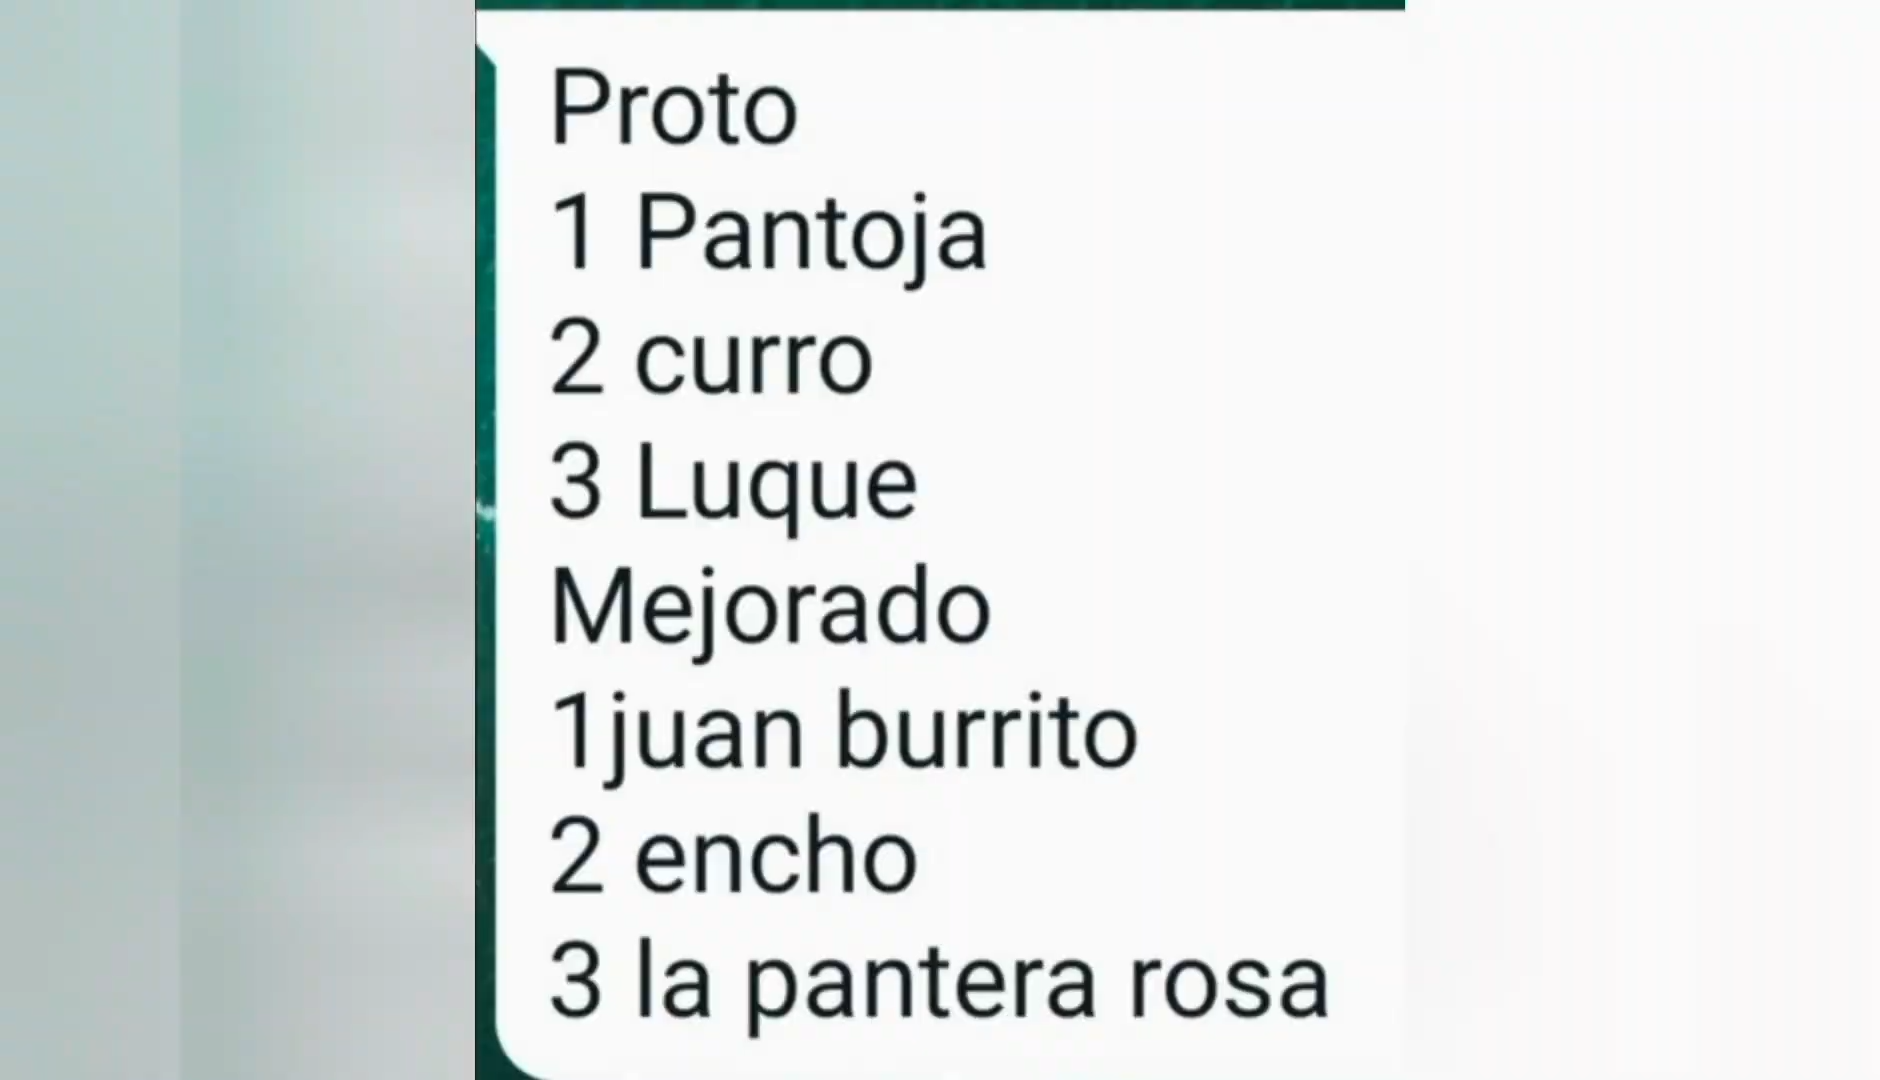 Proto
1 Pantoja
2 curro
3 Luque
Mejorado
1juan burrito
2 encho
3 la pantera rosa